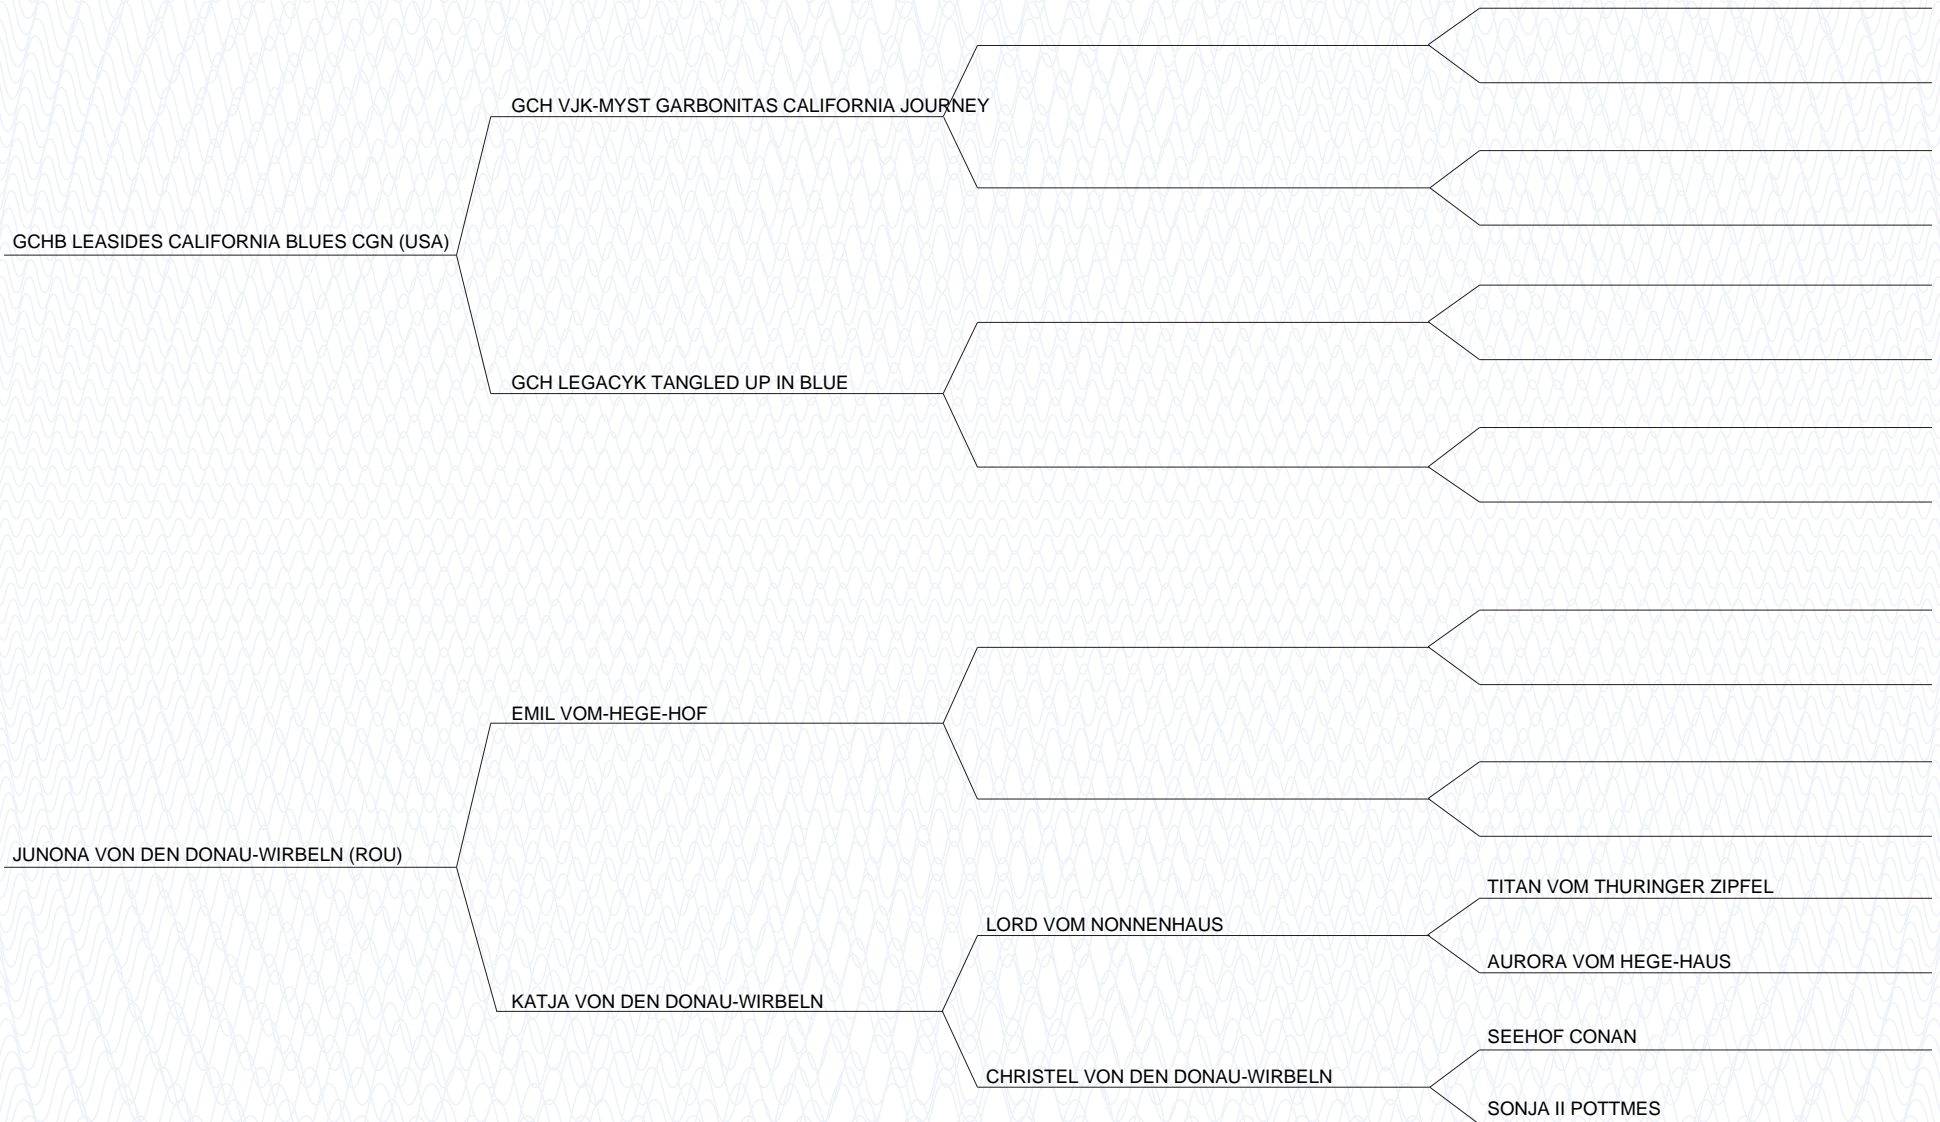 GCH VJK-MYST GARBONITAS CALIFORNIA JOURNEY
GCHB LEASIDES CALIFORNIA BLUES CGN (USA)
GCH LEGACYK TANGLED UP IN BLUE
EMIL VOM-HEGE-HOF
JUNONA VON DEN DONAU-WIRBELN (ROU)
TITAN VOM THURINGER ZIPFEL
LORD VOM NONNENHAUS
AURORA VOM HEGE-HAUS
KATJA VON DEN DONAU-WIRBELN
SEEHOF CONAN
CHRISTEL VON DEN DONAU-WIRBELN
SONJA II POTTMES